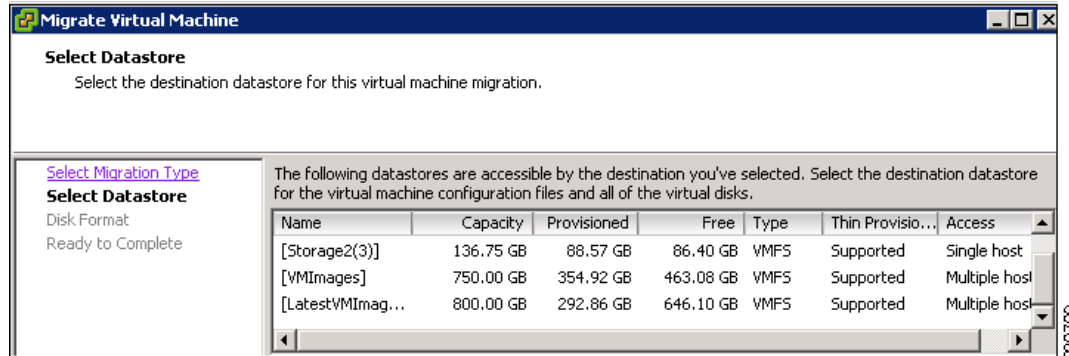 Migrate Virtual Machine
Select Datastore
Select the destination datastore for this virtual machine migration.
Select Migration Type
Select Datastore
Disk Format
Ready to Complete
The following datastores are accessible by the destination you've selected. Select the destination datastore
for the virtual machine configuration files and all of the virtual disks.
Name Capacity Provisioned Free Type Thin Provisio... Access
[Storage2(3)] 136.75 GB 88.57 GB 86.40 GB VMFS Supported Single host
[VMImages] 750.00 GB 354.92 GB 463.08 GB VMFS Supported Multiple host
[LatestVMImag... 800.00 GB 292.86 GB 646.10 GB VMFS Supported Multiple host